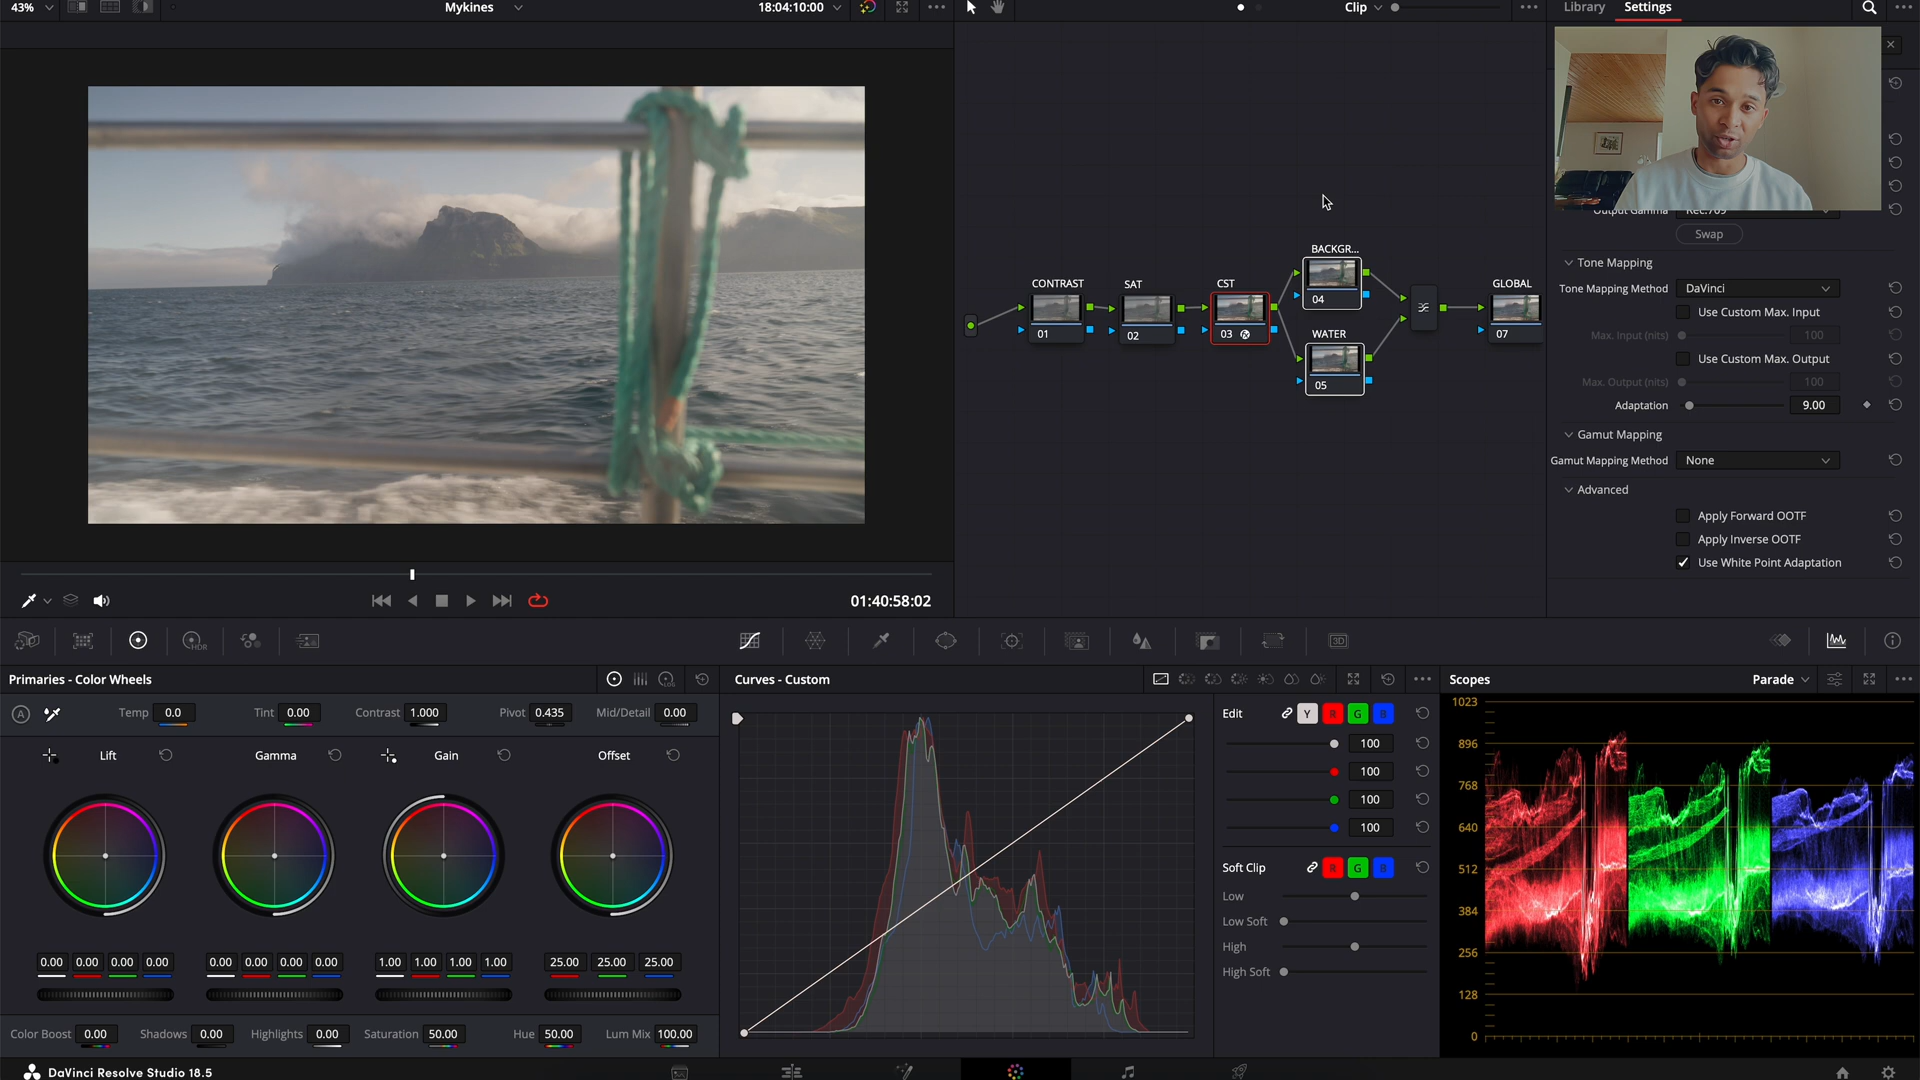 43%
Mykines
18:04:10:00
Clip
Library
Settings
Output Gamma
Rec.709
Swap
Tone Mapping
Tone Mapping Method
DaVinci
Use Custom Max. Input
Max. Input (nits)
100
Use Custom Max. Output
Max. Output (nits)
100
Adaptation
9.00
Gamut Mapping
Gamut Mapping Method
None
Advanced
Apply Forward OOTF
Apply Inverse OOTF
Use White Point Adaptation
CONTRAST
01
SAT
02
CST
03
BACKGR...
04
WATER
05
GLOBAL
07
01:40:58:02
HDR
3D
Primaries - Color Wheels
A
Temp 0.0
Tint 0.00
Contrast 1.000
Pivot 0.435
Mid/Detail 0.00
Lift
Gamma
Gain
Offset
0.00 0.00 0.00 0.00
0.00 0.00 0.00 0.00
1.00 1.00 1.00 1.00
25.00 25.00 25.00
Color Boost 0.00
Shadows 0.00
Highlights 0.00
Saturation 50.00
Hue 50.00
Lum Mix 100.00
Curves - Custom
Edit
Y R G B
100
100
100
100
Soft Clip
R G B
Low
Low Soft
High
High Soft
Scopes
Parade
1023
896
768
640
512
384
256
128
0
DaVinci Resolve Studio 18.5